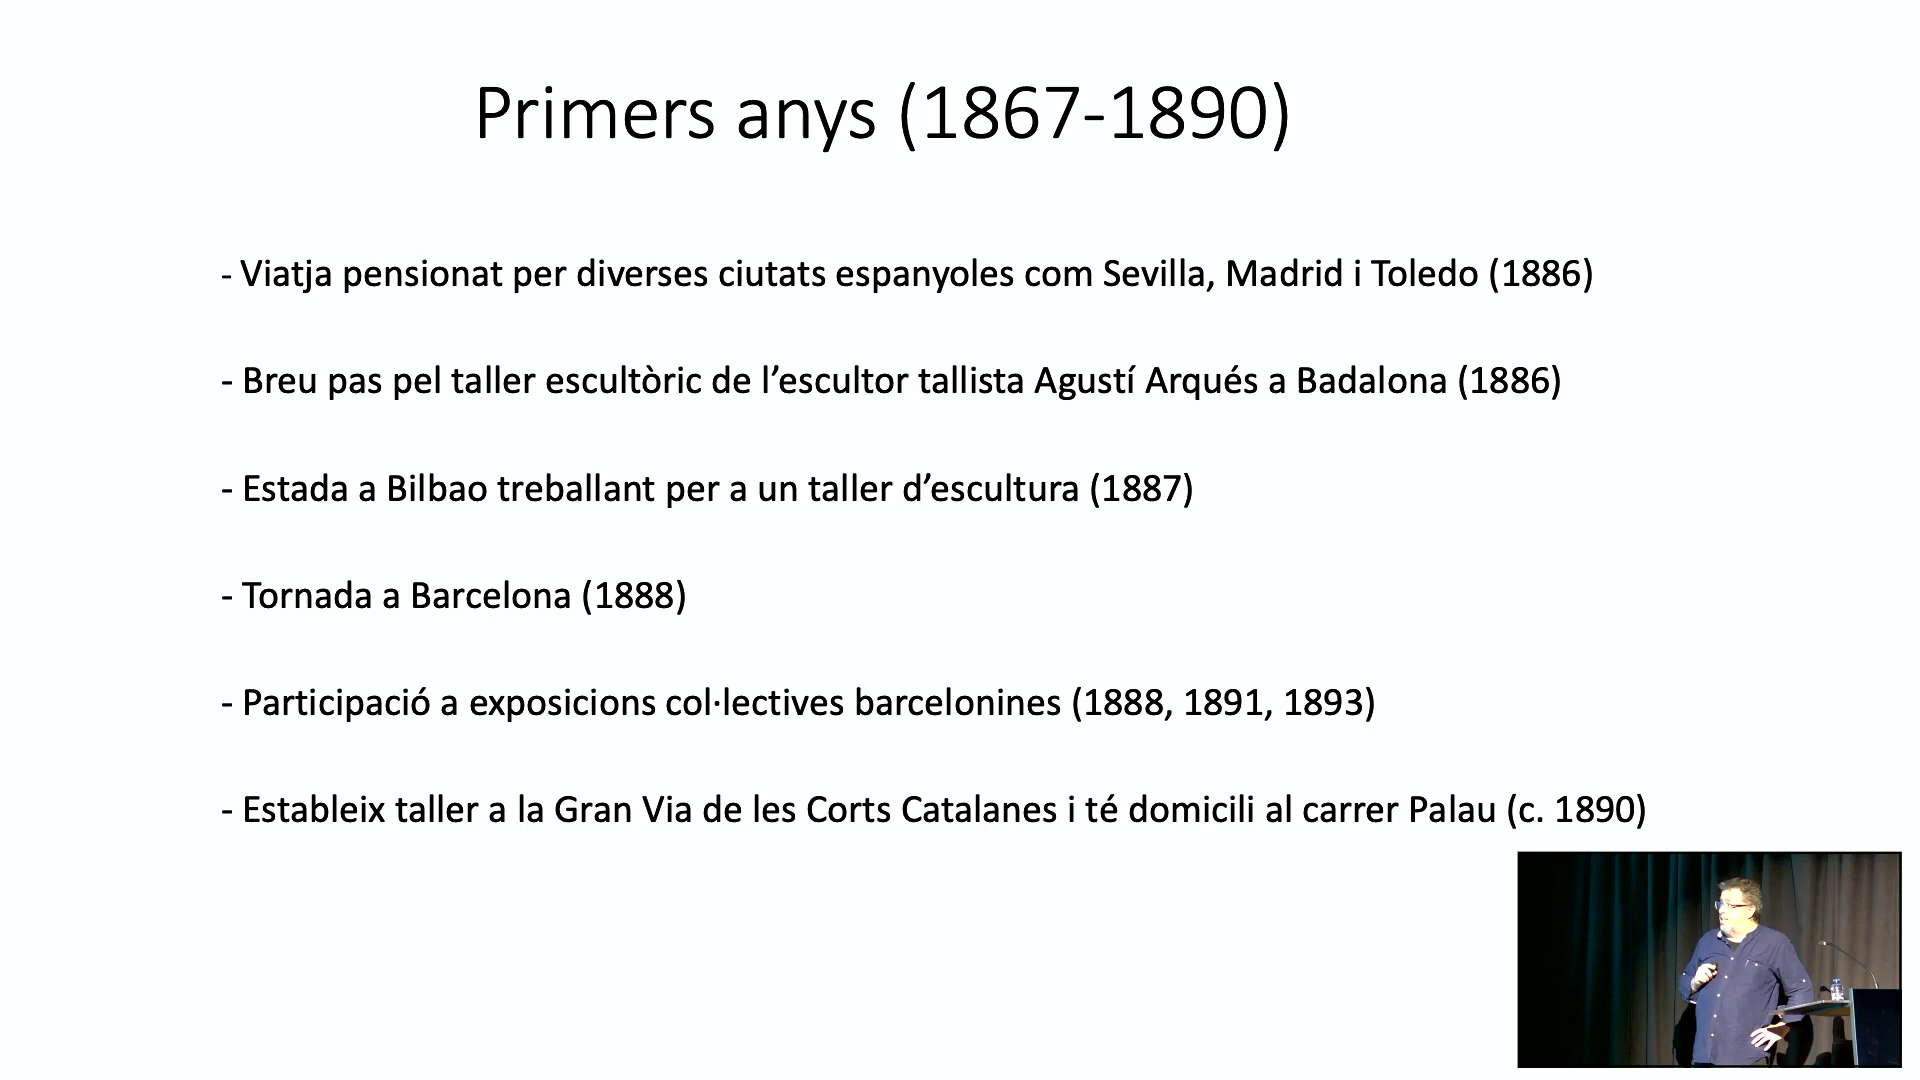 Primers anys (1867-1890)
- Viatja pensionat per diverses ciutats espanyoles com Sevilla, Madrid i Toledo (1886)
- Breu pas pel taller escultòric de l’escultor tallista Agustí Arqués a Badalona (1886)
- Estada a Bilbao treballant per a un taller d’escultura (1887)
- Tornada a Barcelona (1888)
- Participació a exposicions col·lectives barcelonines (1888, 1891, 1893)
- Estableix taller a la Gran Via de les Corts Catalanes i té domicili al carrer Palau (c. 1890)